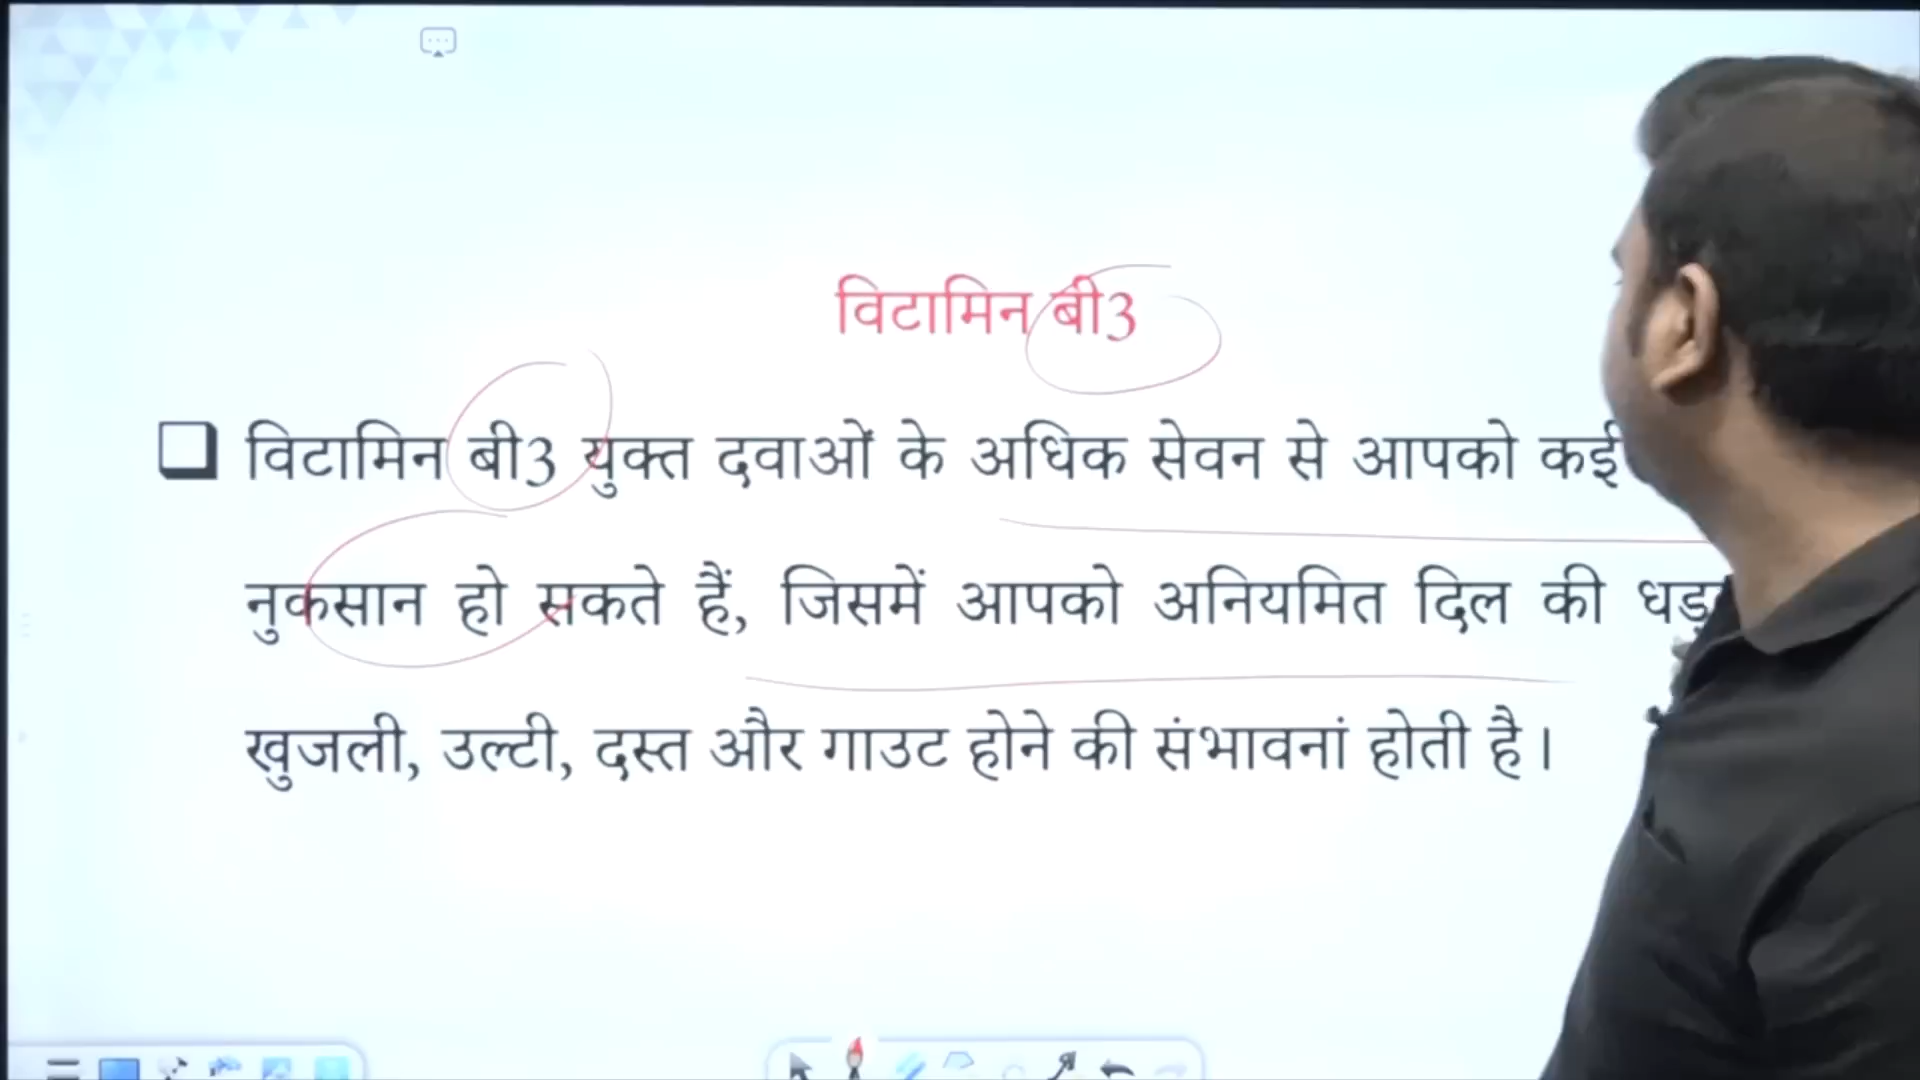 विटामिन बी3
विटामिन बी3 युक्त दवाओं के अधिक सेवन से आपको कई
नुकसान हो सकते हैं, जिसमें आपको अनियमित दिल की
खुजली, उल्टी, दस्त और गाउट होने की संभावनां होती है।